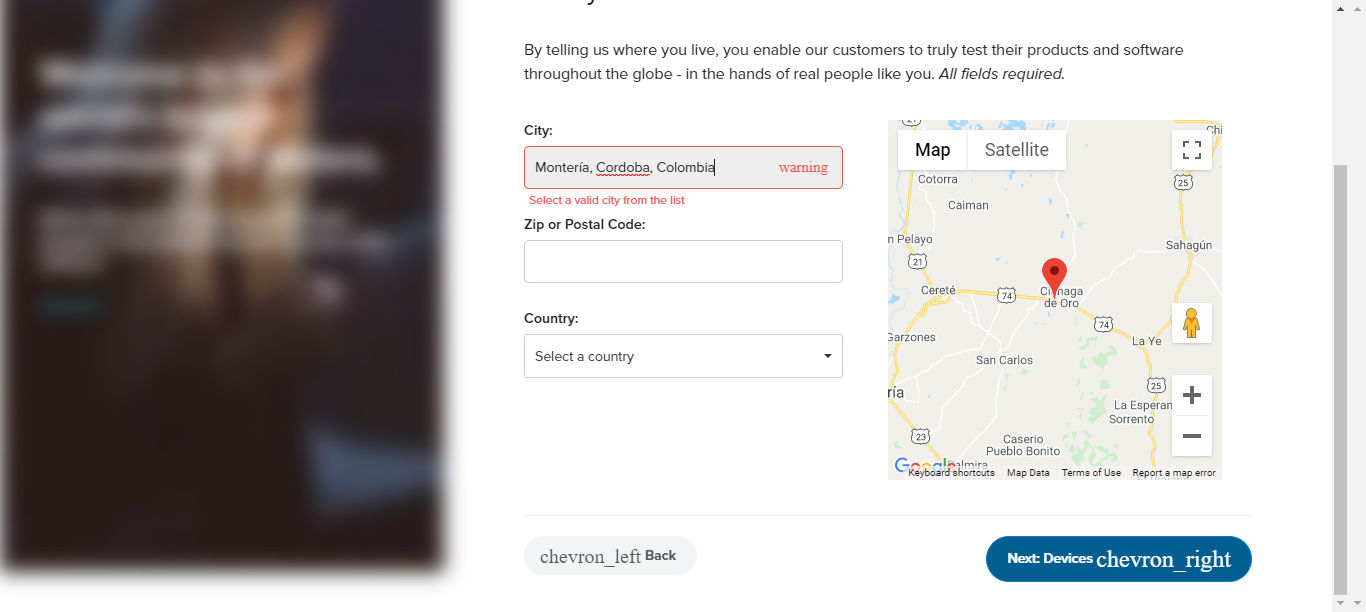 By telling us where you live, you enable our customers to truly test their products and software
throughout the globe - in the hands of real people like you. All fields required.
City:
Montería, Cordoba, Colombia
warning
Select a valid city from the list
Zip or Postal Code:
Country:
Select a country
Map
Satellite
21
Chi
Cotorra
25
Caiman
n Pelayo
Sahagún
21
Cereté
74
de Oro
74
Garzones
La Ye
San Carlos
25
ría
La Esperan
Sorrento
23
Caserio
Pueblo Bonito
Google
Keyboard shortcuts
Map Data
Terms of Use
Report a map error
chevron_left Back
Next: Devices chevron_right